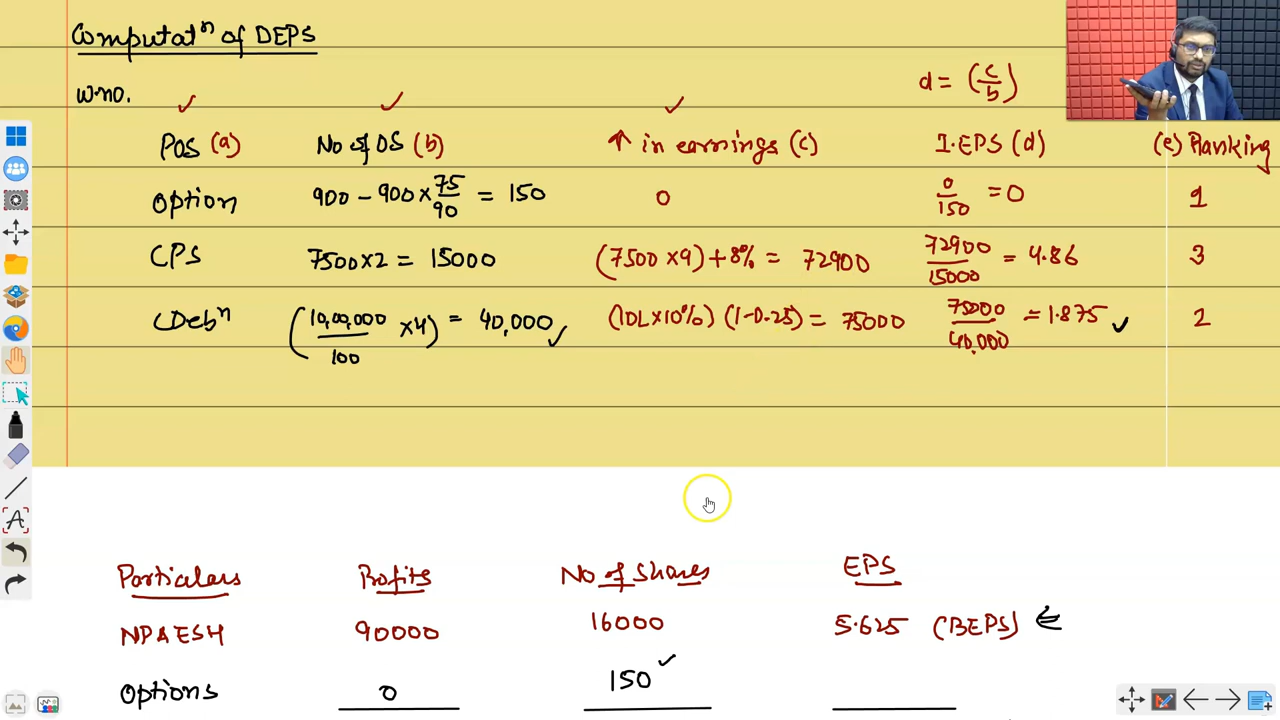 Computatⁿ of DEPS
d = (c/b)
W.no.
POS (a) No of DS (b) ↑ in earnings (c) I.EPS (d) (e) Ranking
Option 900 - 900 × 75/90 = 150 0 0/150 = 0 1
CPS 7500×2 = 15000 (7500 × 9) + 8% = 72900 72900/15000 = 4.86 3
CDebⁿ (10,00,000/100 × 4) = 40,000 (10L×10%) (1-0.25) = 75000 75000/40,000 = 1.875 2
Particulars Profits No of Shares EPS
NPAESH 90000 16000 5.625 (BEPS)
Options 0 150